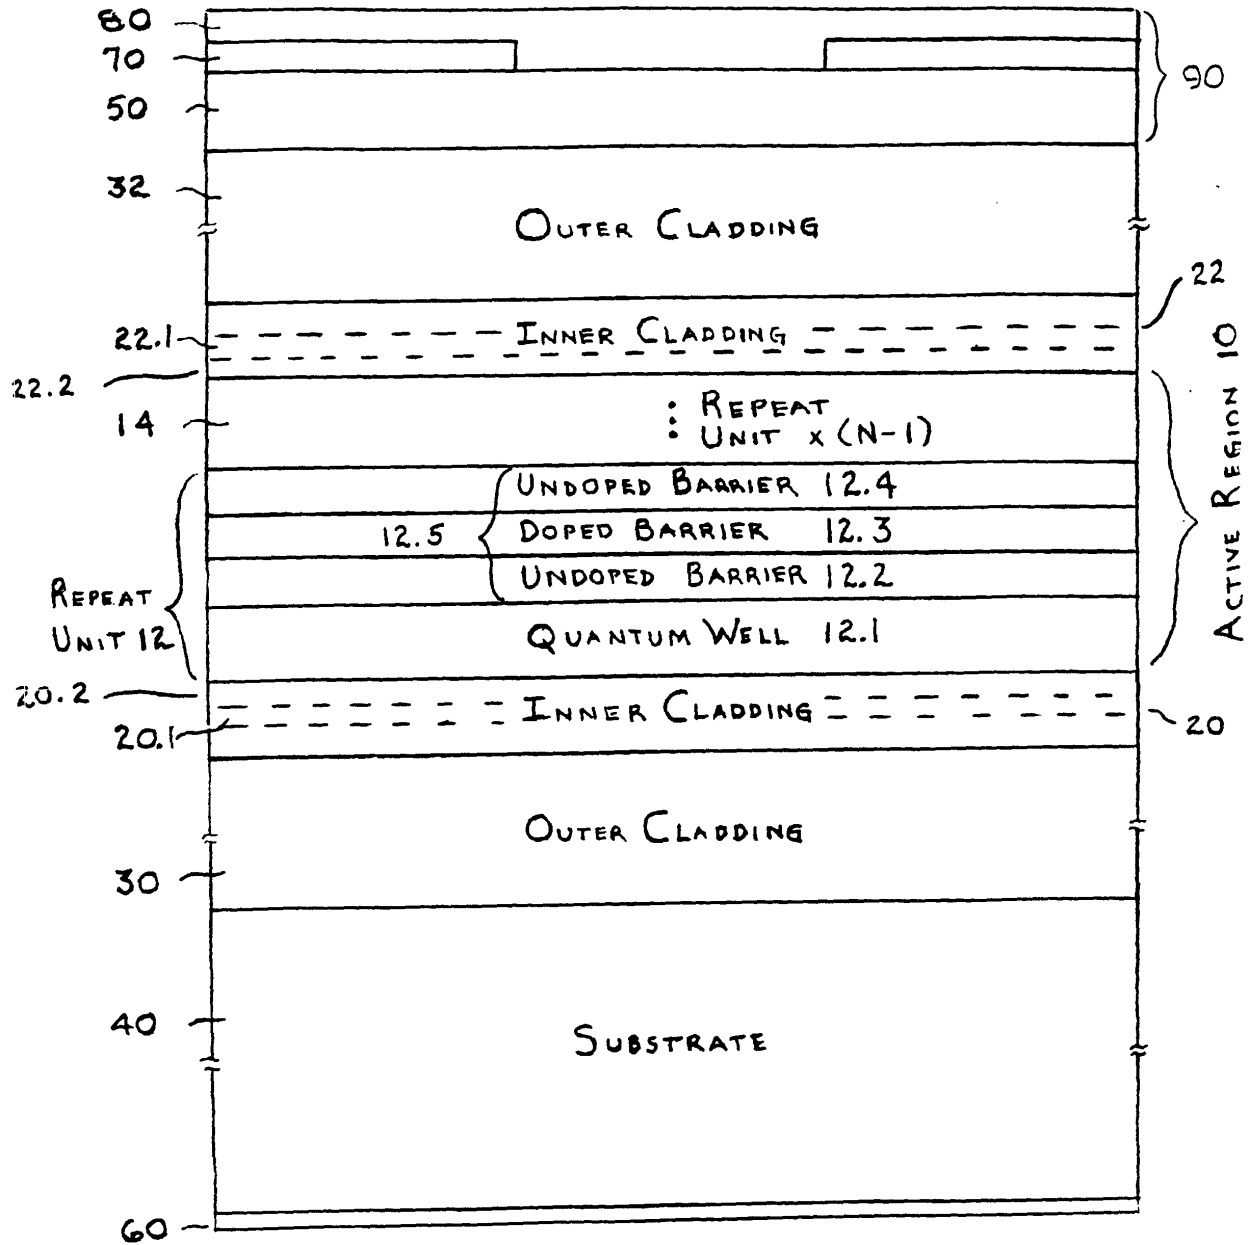 80
70
50
90
32
OUTER CLADDING
22
22.1
INNER CLADDING
22.2
14
REPEAT
UNIT x (N-1)
UNDOPED BARRIER 12.4
12.5
DOPED BARRIER 12.3
UNDOPED BARRIER 12.2
REPEAT
UNIT 12
QUANTUM WELL 12.1
ACTIVE REGION 10
20.2
INNER CLADDING
20
20.1
OUTER CLADDING
30
40
SUBSTRATE
60